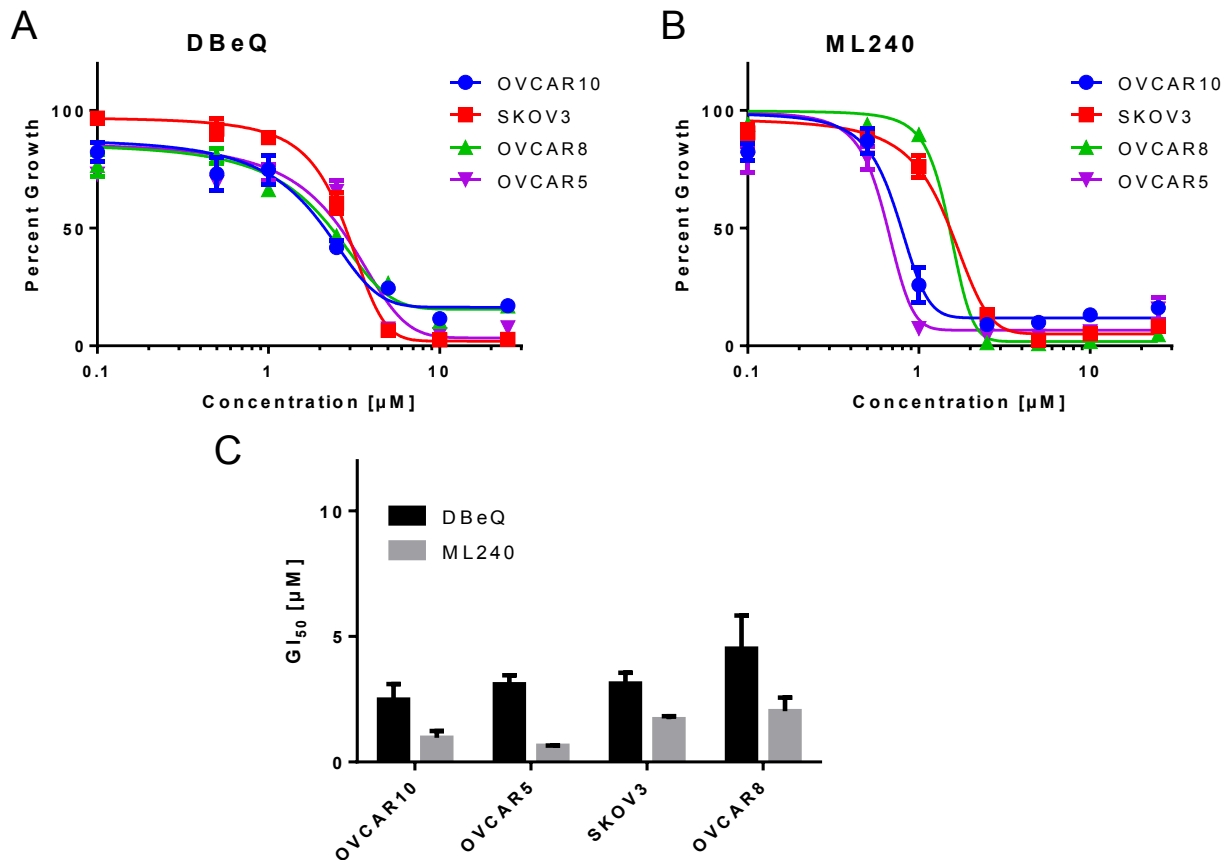 A
DBeQ
Percent Growth
100
50
0
0.1
1
10
Concentration [µM]
OVCAR10
SKOV3
OVCAR8
OVCAR5
B
ML240
Percent Growth
100
50
0
0.1
1
10
Concentration [µM]
OVCAR10
SKOV3
OVCAR8
OVCAR5
C
GI₅₀ [µM]
10
5
0
DBeQ
ML240
OVCAR10
OVCAR5
SKOV3
OVCAR8